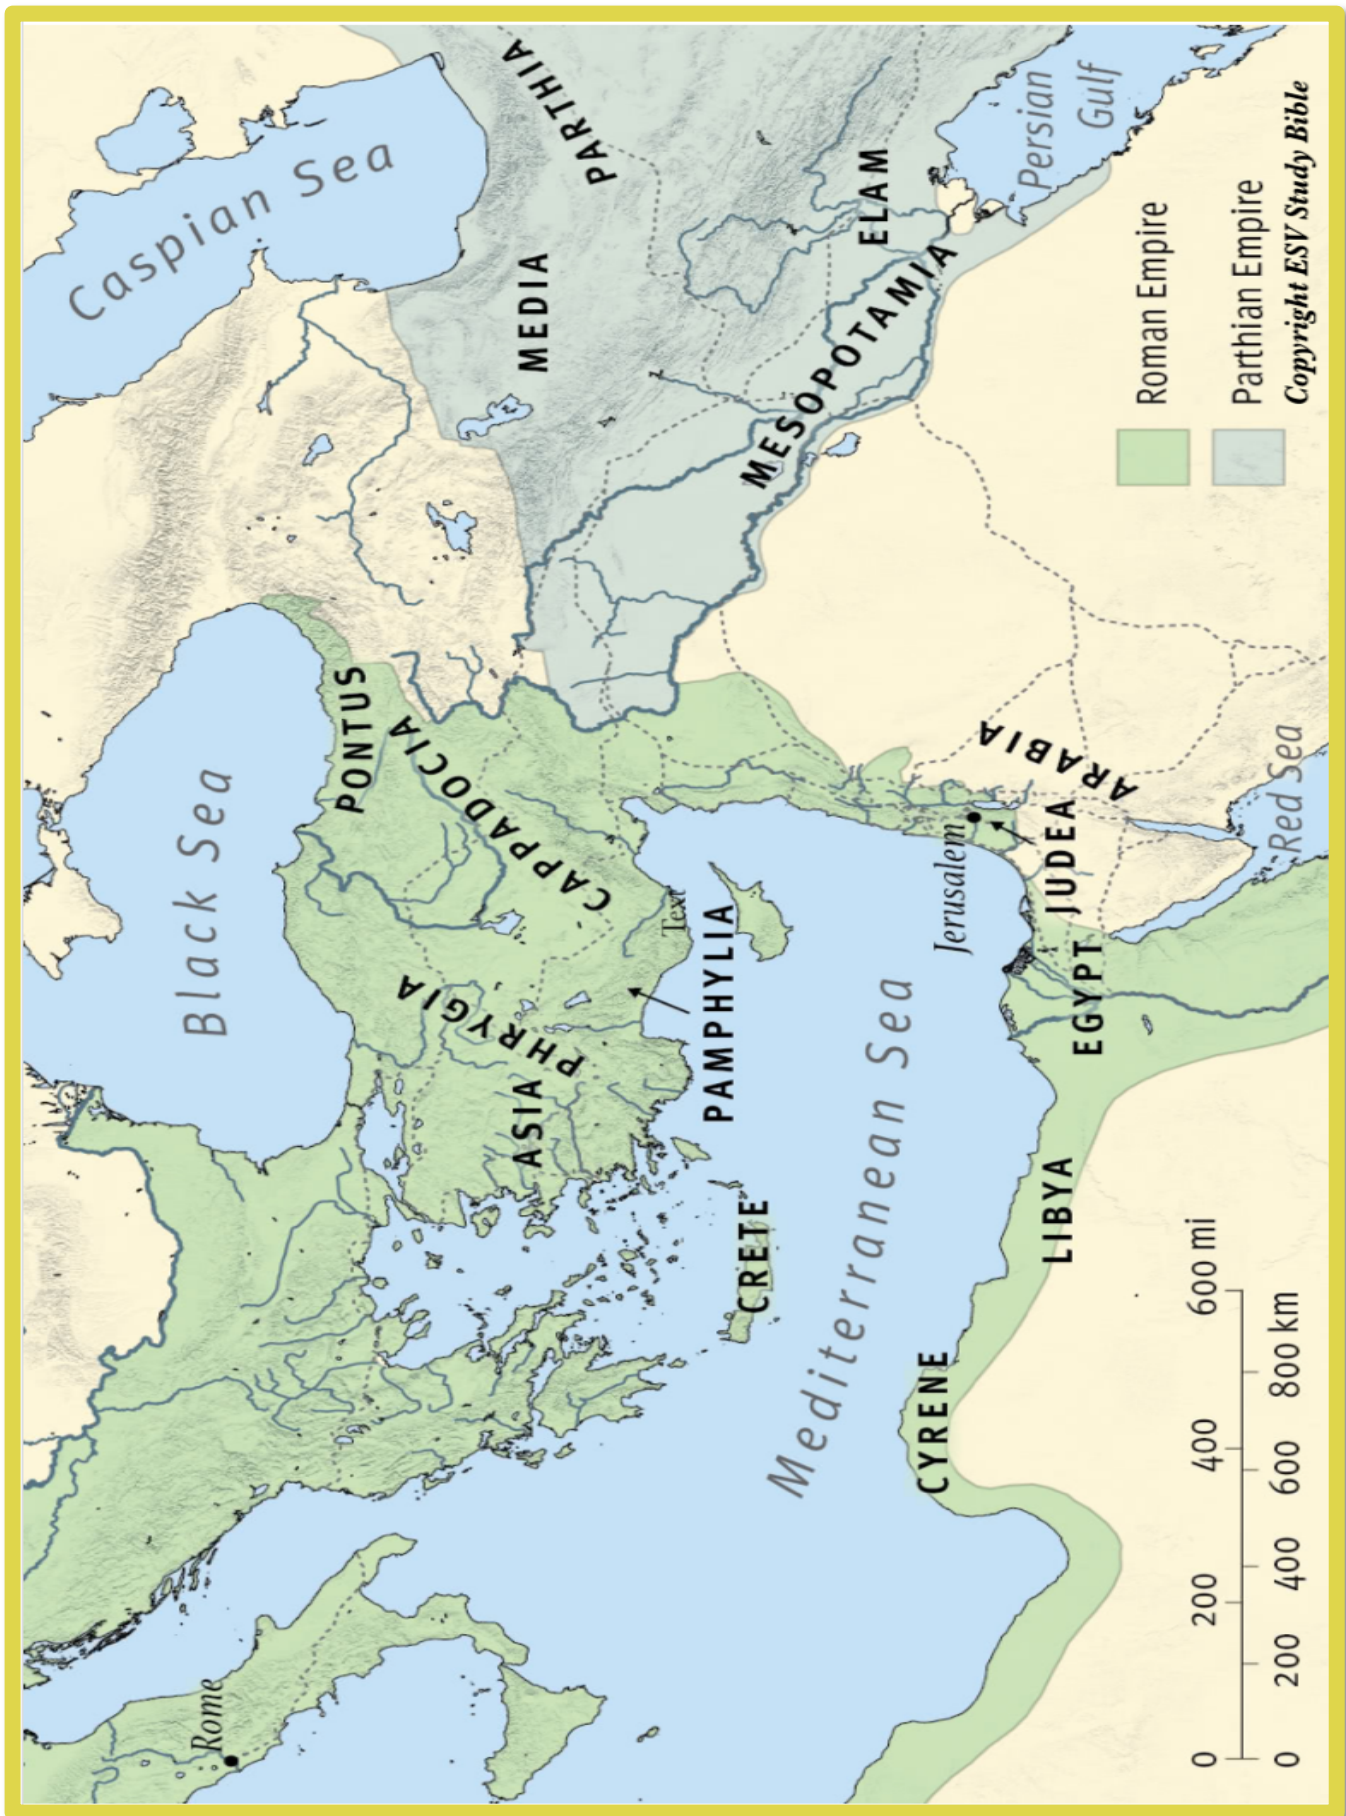 Caspian Sea
Black Sea
PARTHIA
MEDIA
PONTUS
CAPPADOCIA
PHRYGIA
ASIA
Rome
Text
PAMPHYLIA
CRETE
MESOPOTAMIA
ELAM
Persian
Gulf
Mediterranean Sea
Jerusalem
JUDEA
ARABIA
EGYPT
LIBYA
CYRENE
Red Sea
Roman Empire
Parthian Empire
Copyright ESV Study Bible
0 200 400 600 mi
0 200 400 600 800 km